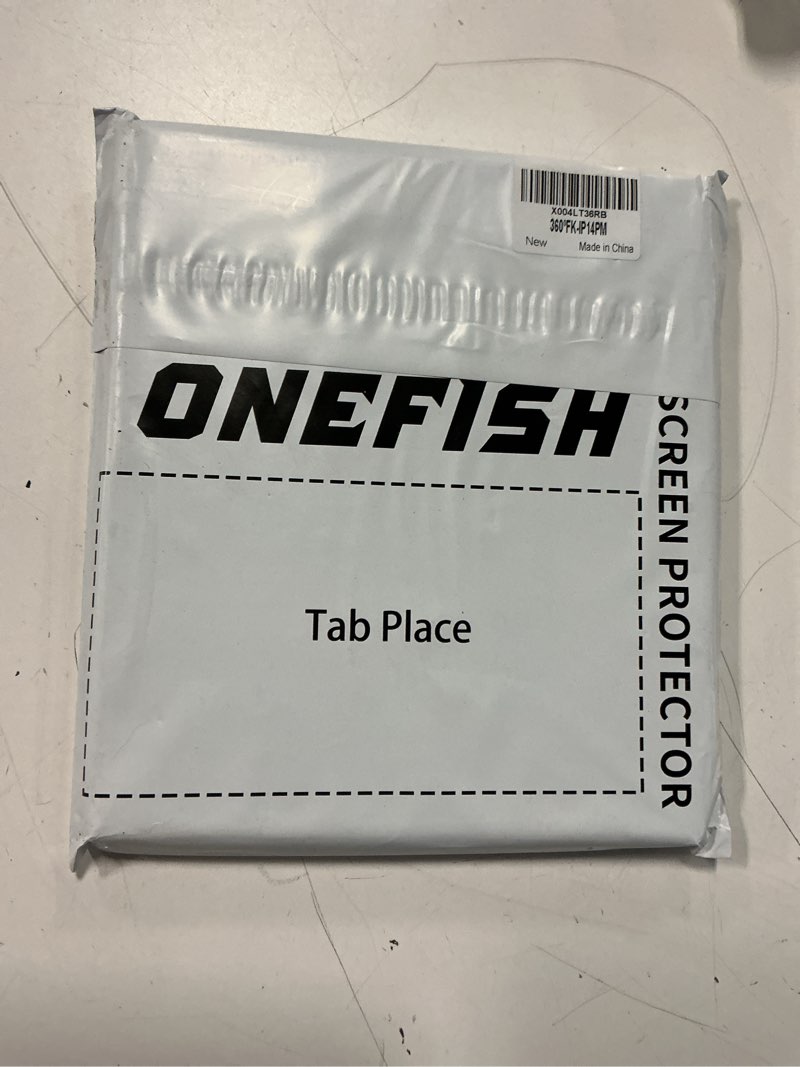 X004LT36RB
360°FK-IP14PM
New Made in China
ONEFISH
SCREEN PROTECTOR
Tab Place